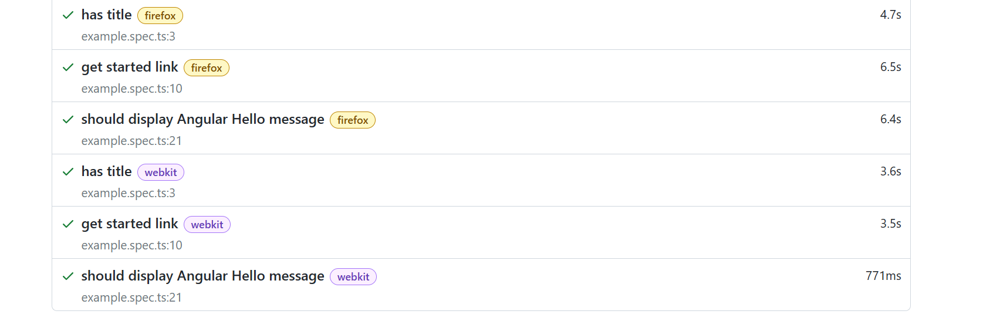 has title firefox 4.7s
example.spec.ts:3
get started link firefox 6.5s
example.spec.ts:10
should display Angular Hello message firefox 6.4s
example.spec.ts:21
has title webkit 3.6s
example.spec.ts:3
get started link webkit 3.5s
example.spec.ts:10
should display Angular Hello message webkit 771ms
example.spec.ts:21